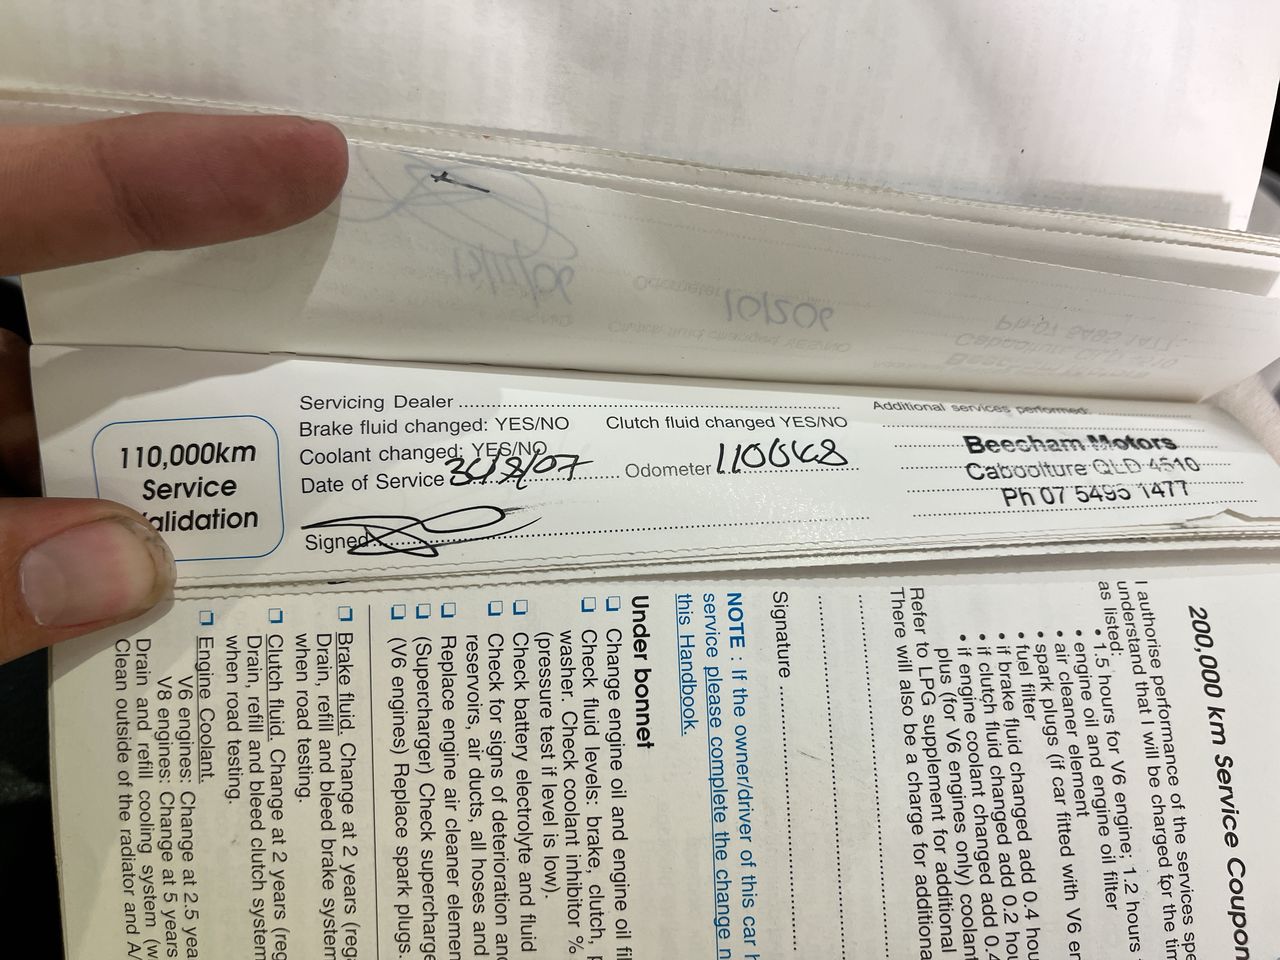 110,000km
Service
alidation
Servicing Dealer
Brake fluid changed: YES/NO Clutch fluid changed YES/NO
Coolant changed: YES/NO
Date of Service /07 Odometer
Signed
Additional services performed:
Beecham Motors
Caboolture QLD 4510
Ph 07 5495 1477
200,000 km Service Coupon
I authorise performance of the services spe
understand that I will be charged for the tim
as listed:
• 1.5 hours for V6 engine; 1.2 hours
• engine oil and engine oil filter
• air cleaner element
• spark plugs (if car fitted with V6 en
• fuel filter
• if brake fluid changed add 0.4 hou
• if clutch fluid changed add 0.2 hou
• if engine coolant changed add 0.4
• (for V6 engines only) coolant
plus (for V6 engines only) coolant
Refer to LPG supplement for additional
There will also be a charge for additional
Signature
NOTE : If the owner/driver of this car h
service please complete the change n
this Handbook.
Under bonnet
❏ Change engine oil and engine oil fil
❏ Check fluid levels: brake, clutch, p
washer. Check coolant inhibitor %
(pressure test if level is low).
❏ Check battery electrolyte and fluid
❏ Check for signs of deterioration and
reservoirs, air ducts, all hoses and
❏ Replace engine air cleaner elemen
❏ (Supercharger) Check supercharge
❏ (V6 engines) Replace spark plugs.
❏ Brake fluid. Change at 2 years (reg
Drain, refill and bleed brake system
when road testing.
❏ Clutch fluid. Change at 2 years (reg
Drain, refill and bleed clutch system
when road testing.
❏ Engine Coolant.
V6 engines: Change at 2.5 yea
V8 engines: Change at 5 years
Drain and refill cooling system (w
Clean outside of the radiator and A/